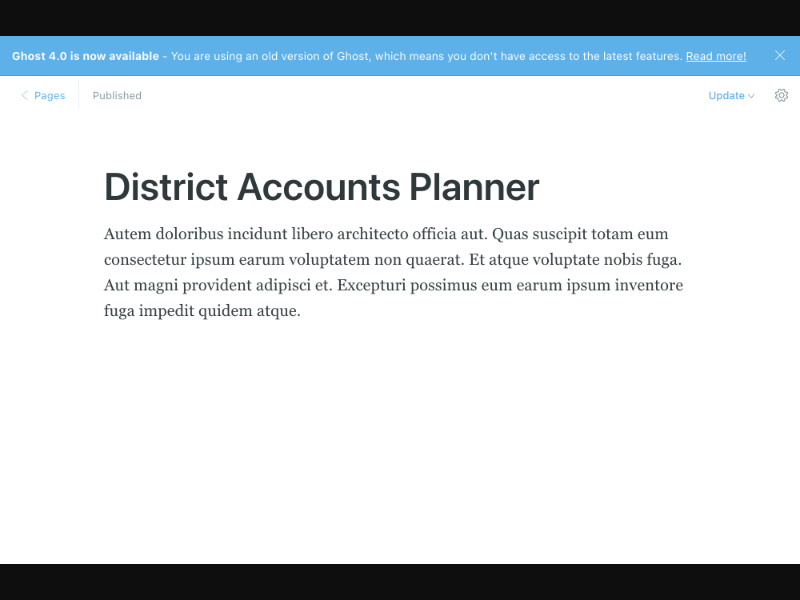 Ghost 4.0 is now available - You are using an old version of Ghost, which means you don't have access to the latest features. Read more!
Pages
Published
Update
District Accounts Planner
Autem doloribus incidunt libero architecto officia aut. Quas suscipit totam eum
consectetur ipsum earum voluptatem non quaerat. Et atque voluptate nobis fuga.
Aut magni provident adipisci et. Excepturi possimus eum earum ipsum inventore
fuga impedit quidem atque.